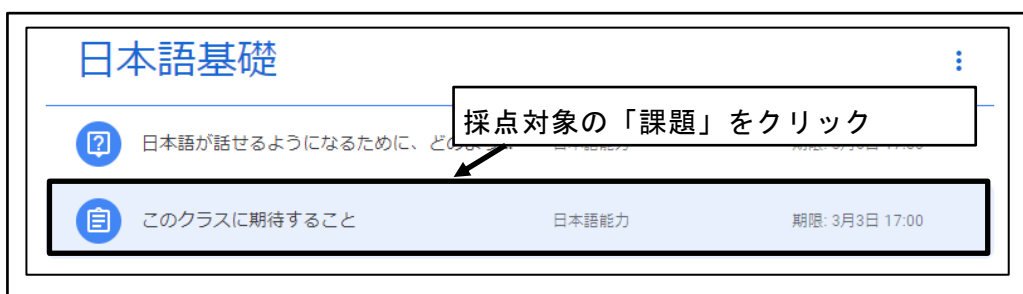 日本語基礎
採点対象の「課題」をクリック
日本語が話せるようになるために、
日本語能力
このクラスに期待すること
日本語能力
期限: 3月3日 17:00